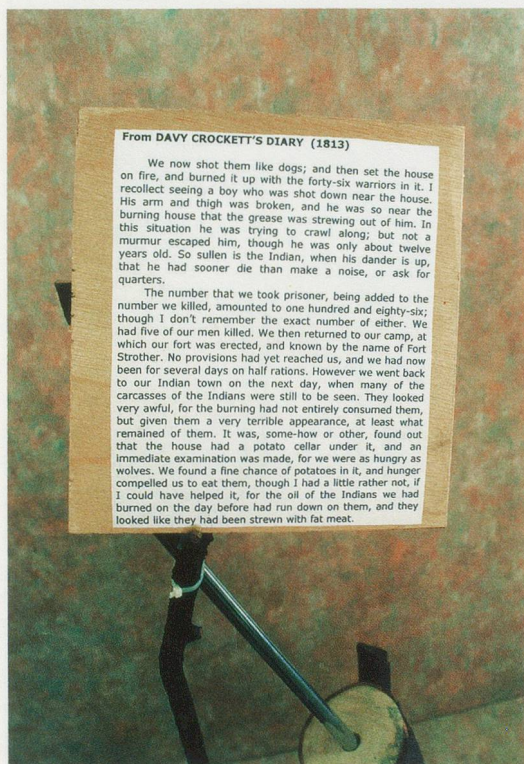 From DAVY CROCKETT'S DIARY (1813)
We now shot them like dogs; and then set the house
on fire, and burned it up with the forty-six warriors in it. I
recollect seeing a boy who was shot down near the house.
His arm and thigh was broken, and he was so near the
burning house that the grease was strewing out of him. In
this situation he was trying to crawl along; but not a
murmur escaped him, though he was only about twelve
years old. So sullen is the Indian, when his dander is up,
that he had sooner die than make a noise, or ask for
quarters.
The number that we took prisoner, being added to the
number we killed, amounted to one hundred and eighty-six;
though I don't remember the exact number of either. We
had five of our men killed. We then returned to our camp, at
which our fort was erected, and known by the name of Fort
Strother. No provisions had yet reached us, and we had now
been for several days on half rations. However we went back
to our Indian town on the next day, when many of the
carcasses of the Indians were still to be seen. They looked
very awful, for the burning had not entirely consumed them,
but given them a very terrible appearance, at least what
remained of them. It was, some-how or other, found out
that the house had a potato cellar under it, and an
immediate examination was made, for we were as hungry as
wolves. We found a fine chance of potatoes in it, and hunger
compelled us to eat them, though I had a little rather not, if
I could have helped it, for the oil of the Indians we had
burned on the day before had run down on them, and they
looked like they had been strewn with fat meat.